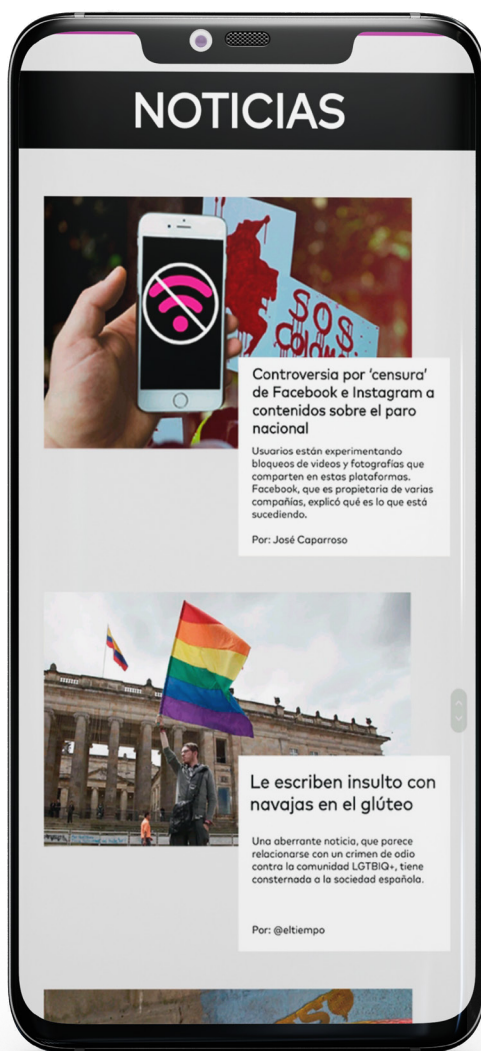 NOTICIAS
SOS
Controversia por ‘censura’
de Facebook e Instagram a
contenidos sobre el paro
nacional
Usuarios están experimentando
bloqueos de videos y fotografías que
comparten en estas plataformas.
Facebook, que es propietaria de varias
compañías, explicó qué es lo que está
sucediendo.
Por: José Caparroso
Le escriben insulto con
navajas en el glúteo
Una aberrante noticia, que parece
relacionarse con un crimen de odio
contra la comunidad LGTBIQ+, tiene
consternada a la sociedad española.
Por: @eltiempo